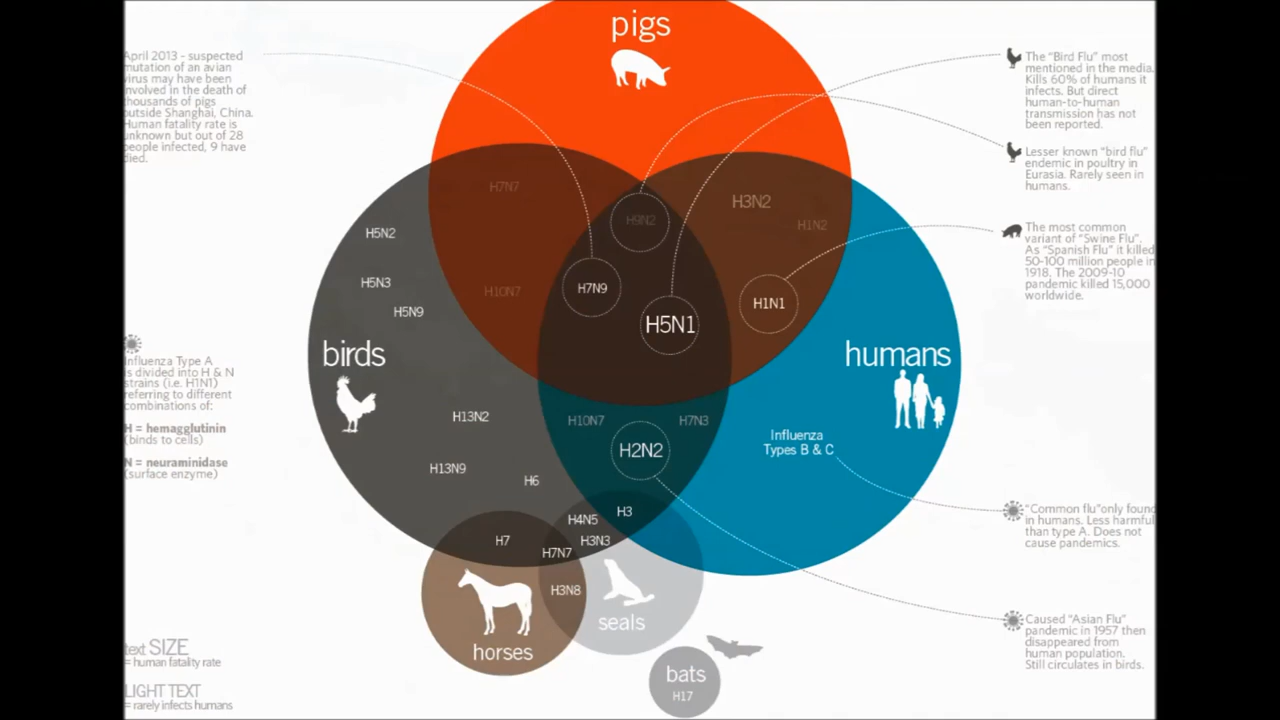 pigs
April 2013 - suspected
mutation of an avian
virus may have been
involved in the death of
thousands of pigs
outside Shanghai, China.
Human fatality rate is
unknown but out of 28
people infected, 9 have
died.
The "Bird Flu" most
mentioned in the media.
Kills 60% of humans it
infects. But direct
human-to-human
transmission has not
been reported.
Lesser known "bird flu"
endemic in poultry in
Eurasia. Rarely seen in
humans.
The most common
variant of "Swine Flu".
As "Spanish Flu" it killed
50-100 million people in
1918. The 2009-10
pandemic killed 15,000
worldwide.
H7N7
H3N2
H9N2
H1N2
H5N2
H5N3
H10N7
H7N9
H1N1
H5N9
H5N1
birds
humans
Influenza Type A
is divided into H & N
strains (i.e. H1N1)
referring to different
combinations of:
H = hemagglutinin
(binds to cells)
N = neuraminidase
(surface enzyme)
H13N2
H10N7
H7N3
H2N2
Influenza
Types B & C
H13N9
H6
H4N5
H3
H7
H3N3
H7N7
H3N8
"Common flu"only found
in humans. Less harmful
than type A. Does not
cause pandemics.
seals
horses
bats
H17
Caused "Asian Flu"
pandemic in 1957 then
disappeared from
human population.
Still circulates in birds.
text SIZE
= human fatality rate
LIGHT TEXT
= rarely infects humans